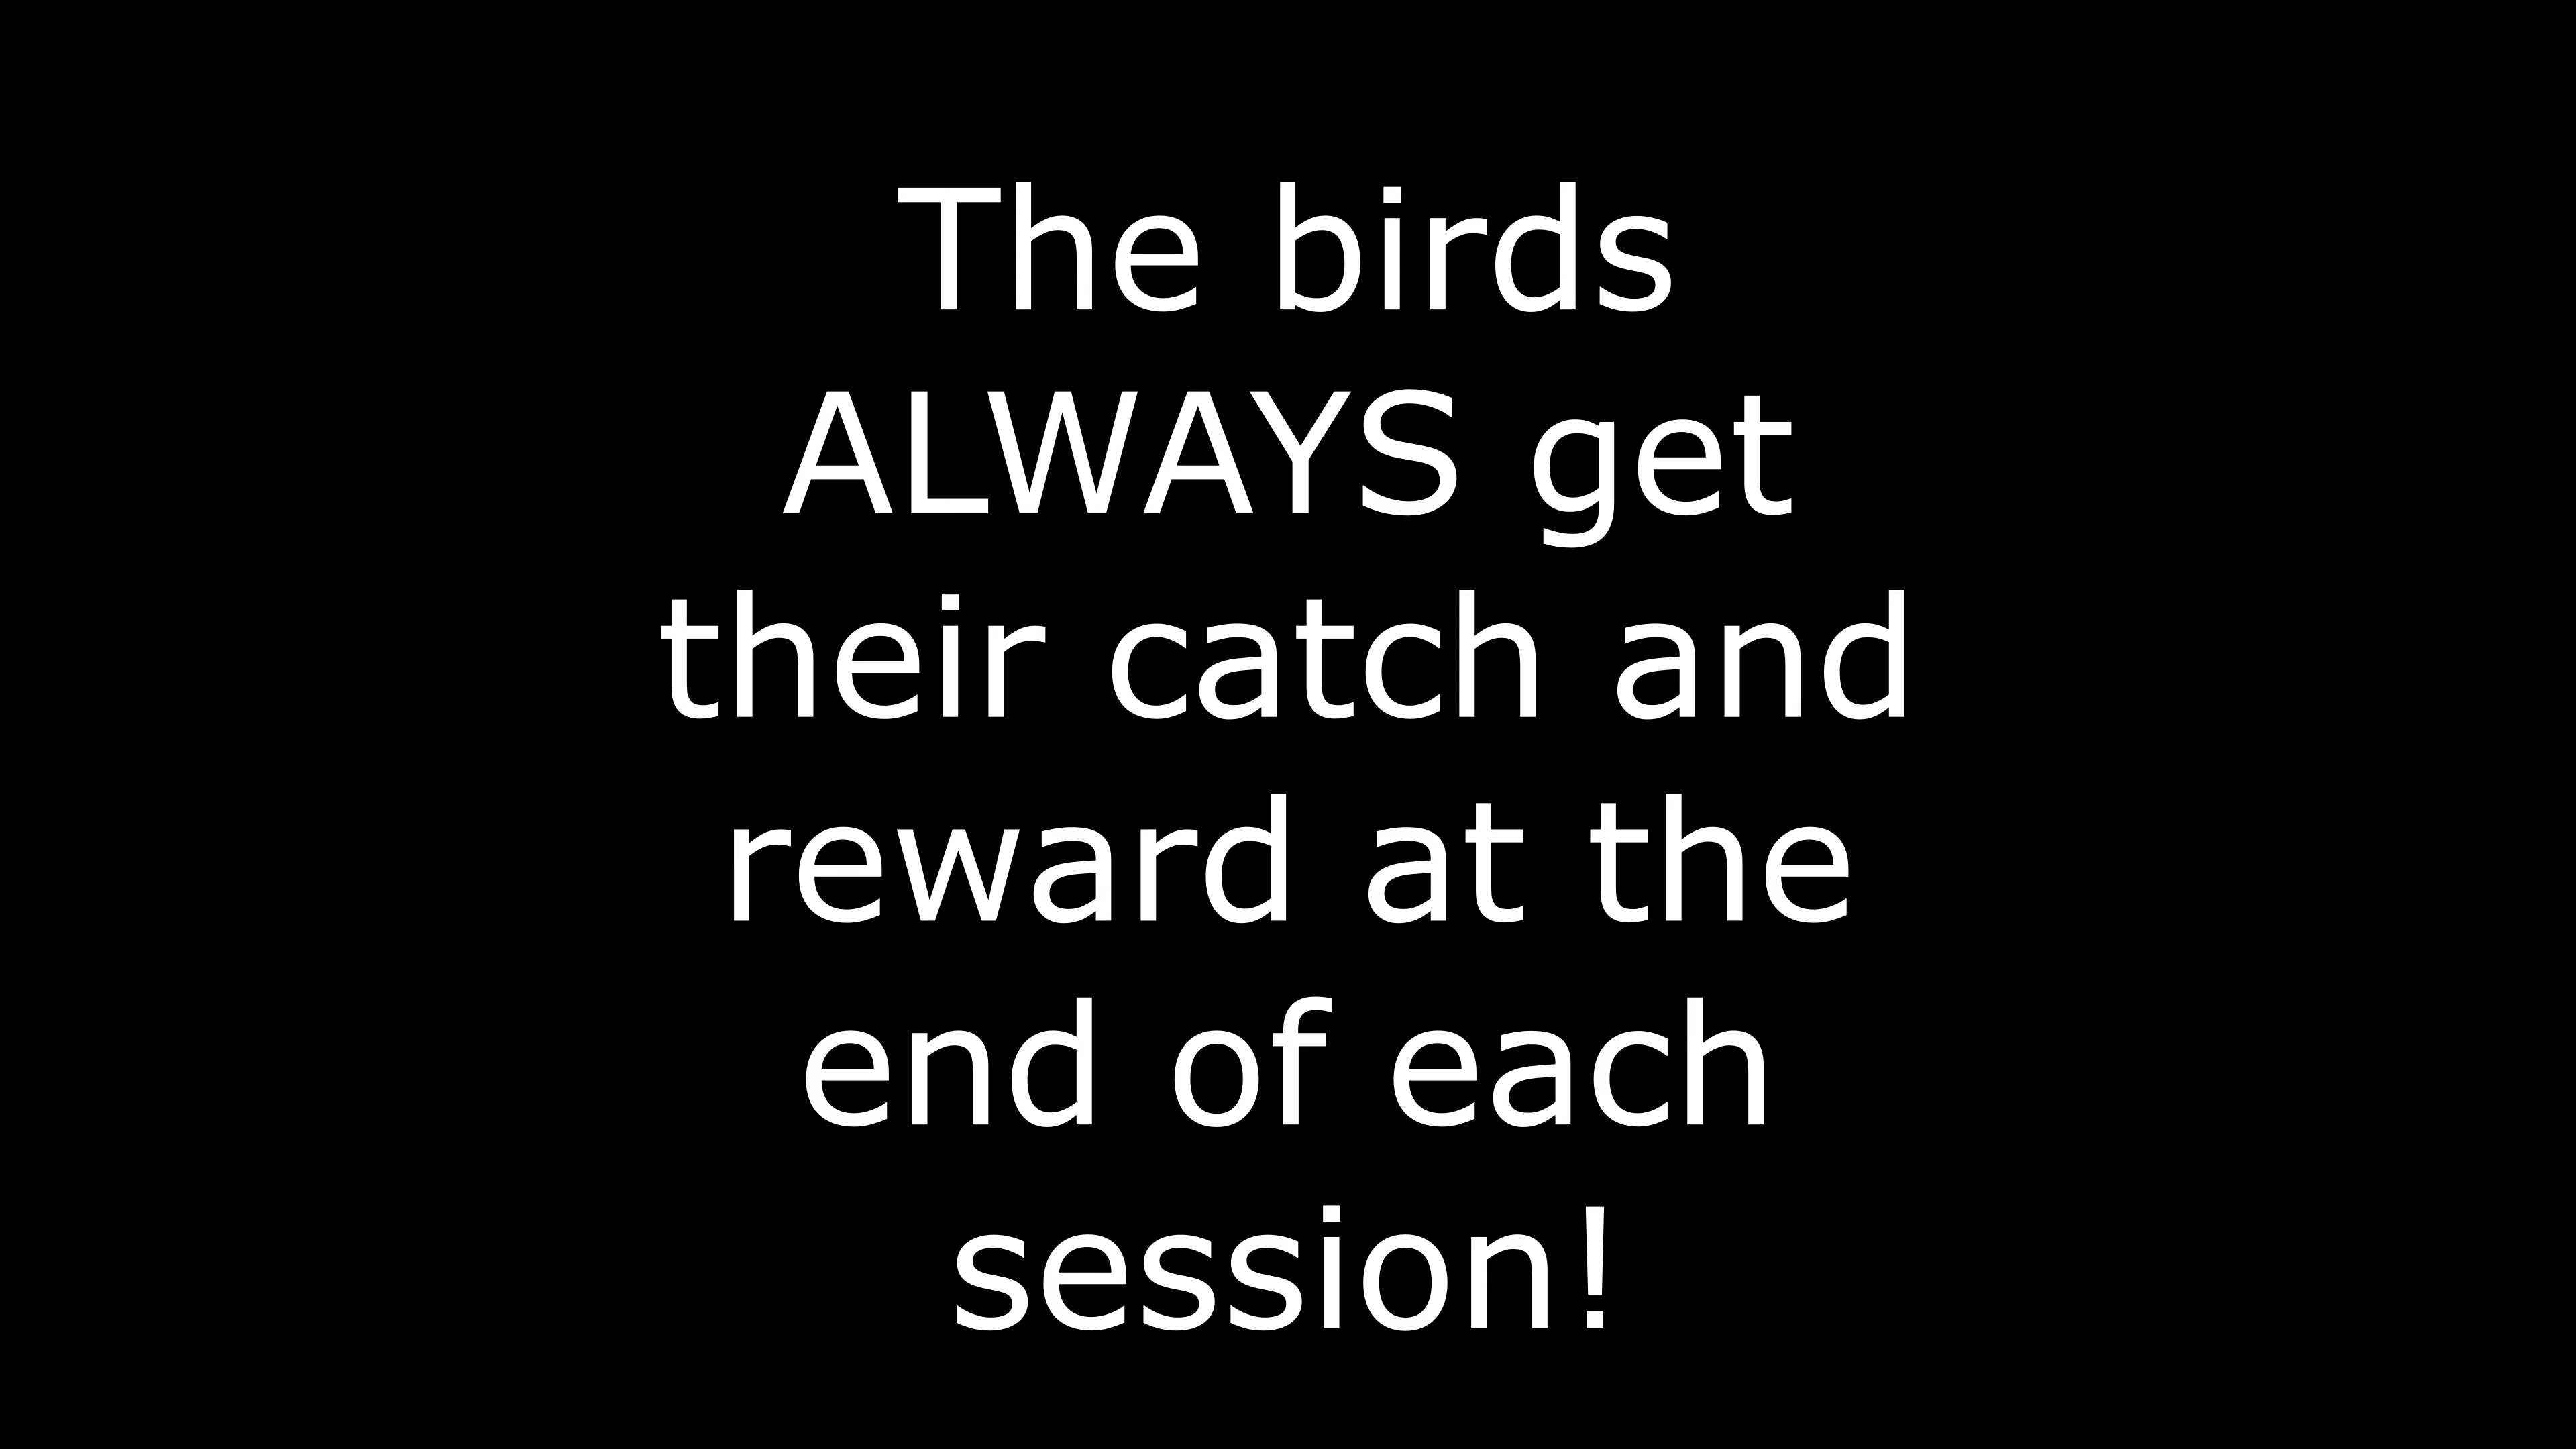 The birds
ALWAYS get
their catch and
reward at the
end of each
session!